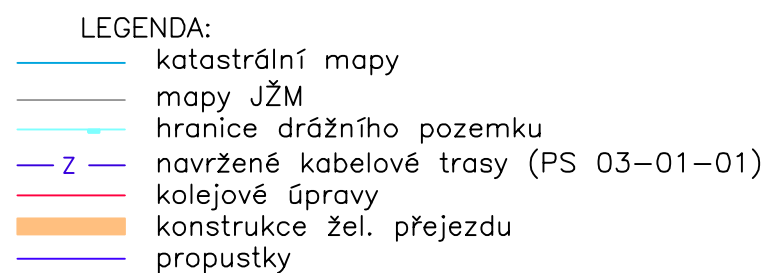 LEGENDA:
katastrální mapy
mapy JŽM
hranice drážního pozemku
Z navržené kabelové trasy (PS 03-01-01)
kolejové úpravy
konstrukce žel. přejezdu
propustky